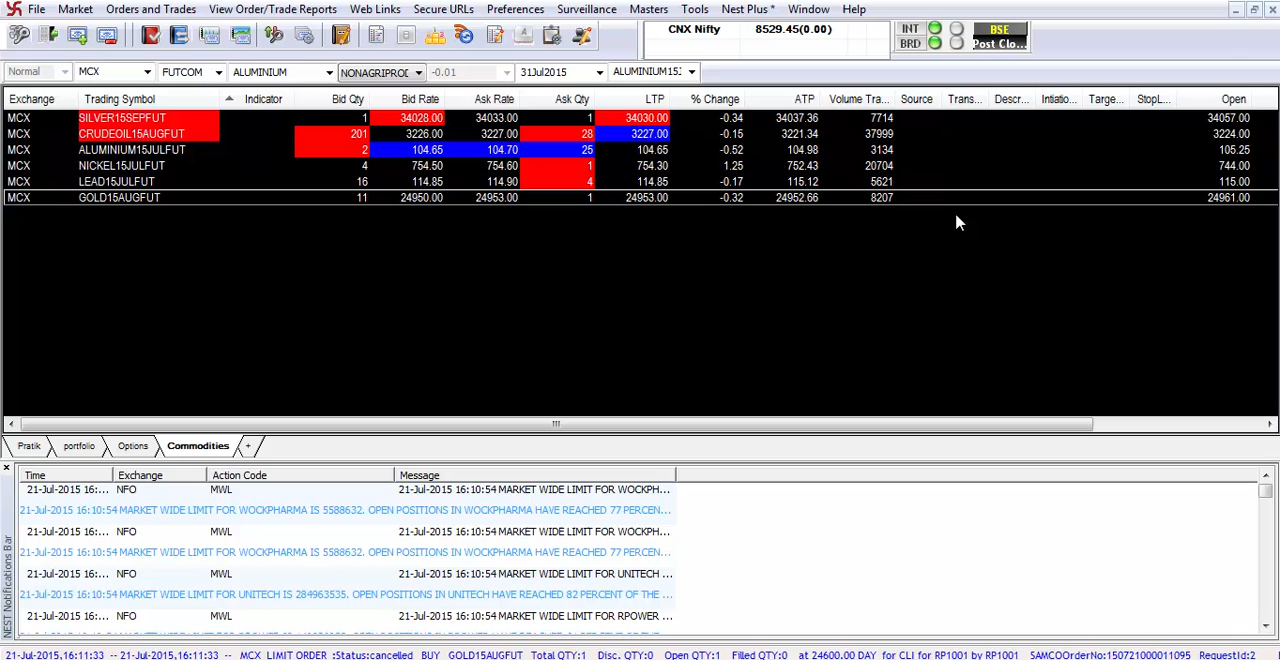 File Market Orders and Trades View Order/Trade Reports Web Links Secure URLs Preferences Surveillance Masters Tools Nest Plus * Window Help
CNX Nifty 8529.45(0.00) INT BSE
BRD Post Clo...
Normal MCX FUTCOM ALUMINIUM NONAGRIPROD -0.01 31Jul2015 ALUMINIUM15J
Exchange Trading Symbol Indicator Bid Qty Bid Rate Ask Rate Ask Qty LTP % Change ATP Volume Tra... Source Trans... Descr... Intiatio... Targe... StopL... Open
MCX SILVER15SEPFUT 1 34028.00 34033.00 1 34030.00 -0.34 34037.36 7714 34057.00
MCX CRUDEOIL15AUGFUT 201 3226.00 3227.00 28 3227.00 -0.15 3221.34 37999 3224.00
MCX ALUMINIUM15JULFUT 2 104.65 104.70 25 104.65 -0.52 104.98 3134 105.25
MCX NICKEL15JULFUT 4 754.50 754.60 1 754.30 1.25 752.43 20704 744.00
MCX LEAD15JULFUT 16 114.85 114.90 4 114.85 -0.17 115.12 5621 115.00
MCX GOLD15AUGFUT 11 24950.00 24953.00 1 24953.00 -0.32 24952.66 8207 24961.00
Pratik portfolio Options Commodities +
Time Exchange Action Code Message
21-Jul-2015 16:... NFO MWL 21-Jul-2015 16:10:54 MARKET WIDE LIMIT FOR WOCKPH...
21-Jul-2015 16:10:54 MARKET WIDE LIMIT FOR WOCKPHARMA IS 5588632. OPEN POSITIONS IN WOCKPHARMA HAVE REACHED 77 PERCEN...
21-Jul-2015 16:... NFO MWL 21-Jul-2015 16:10:54 MARKET WIDE LIMIT FOR WOCKPH...
21-Jul-2015 16:10:54 MARKET WIDE LIMIT FOR WOCKPHARMA IS 5588632. OPEN POSITIONS IN WOCKPHARMA HAVE REACHED 77 PERCEN...
21-Jul-2015 16:... NFO MWL 21-Jul-2015 16:10:54 MARKET WIDE LIMIT FOR UNITECH ...
21-Jul-2015 16:10:54 MARKET WIDE LIMIT FOR UNITECH IS 284963535. OPEN POSITIONS IN UNITECH HAVE REACHED 82 PERCENT OF THE ...
21-Jul-2015 16:... NFO MWL 21-Jul-2015 16:10:54 MARKET WIDE LIMIT FOR RPOWER ...
NEST Notifications Bar
21-Jul-2015,16:11:33 -- 21-Jul-2015,16:11:33 -- MCX LIMIT ORDER :Status:cancelled BUY GOLD15AUGFUT Total QTY:1 Disc. QTY:0 Open QTY:1 Filled QTY:0 at 24600.00 DAY for CLI for RP1001 by RP1001 SAMCOOrderNo:150721000011095 RequestId:2